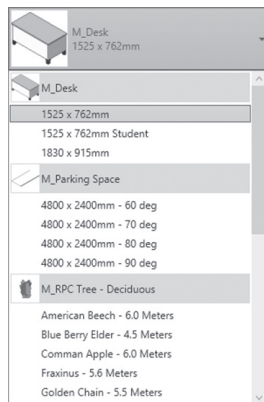 M_Desk
1525 x 762mm
M_Desk
1525 x 762mm
1525 x 762mm Student
1830 x 915mm
M_Parking Space
4800 x 2400mm - 60 deg
4800 x 2400mm - 70 deg
4800 x 2400mm - 80 deg
4800 x 2400mm - 90 deg
M_RPC Tree - Deciduous
American Beech - 6.0 Meters
Blue Berry Elder - 4.5 Meters
Comman Apple - 6.0 Meters
Fraxinus - 5.6 Meters
Golden Chain - 5.5 Meters